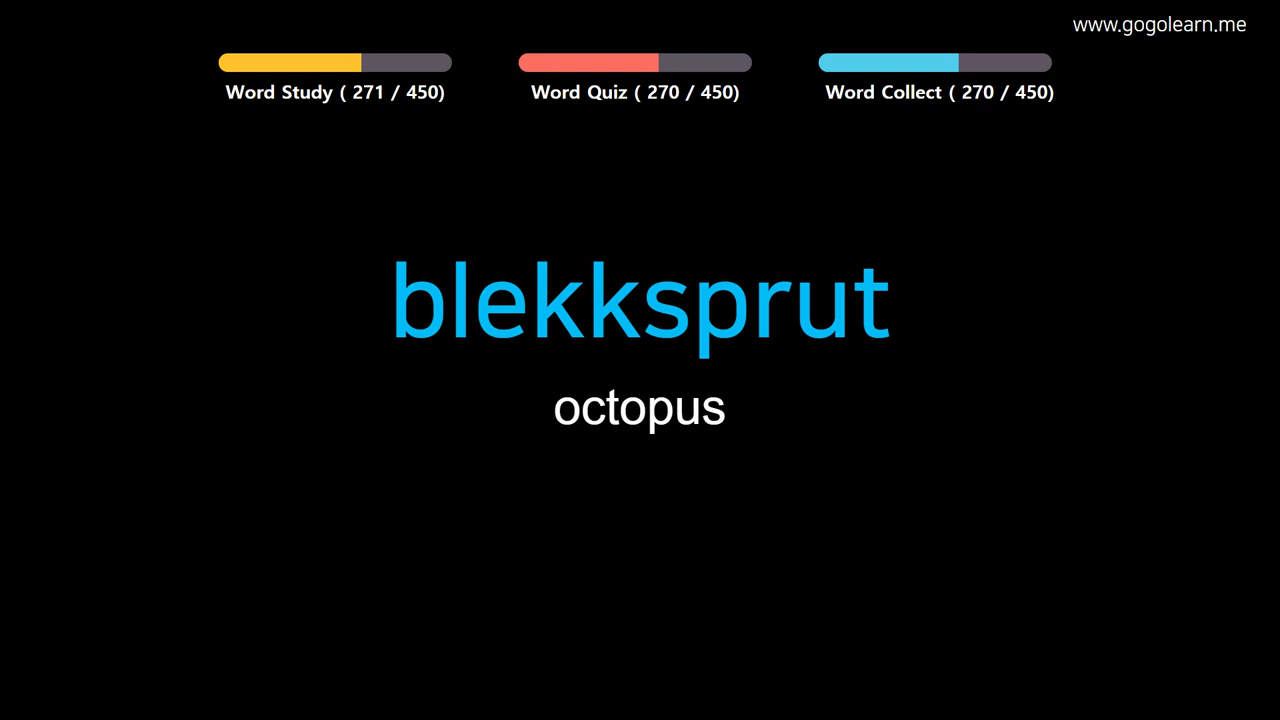 www.gogolearn.me
Word Study ( 271 / 450)
Word Quiz ( 270 / 450)
Word Collect ( 270 / 450)
blekksprut
octopus